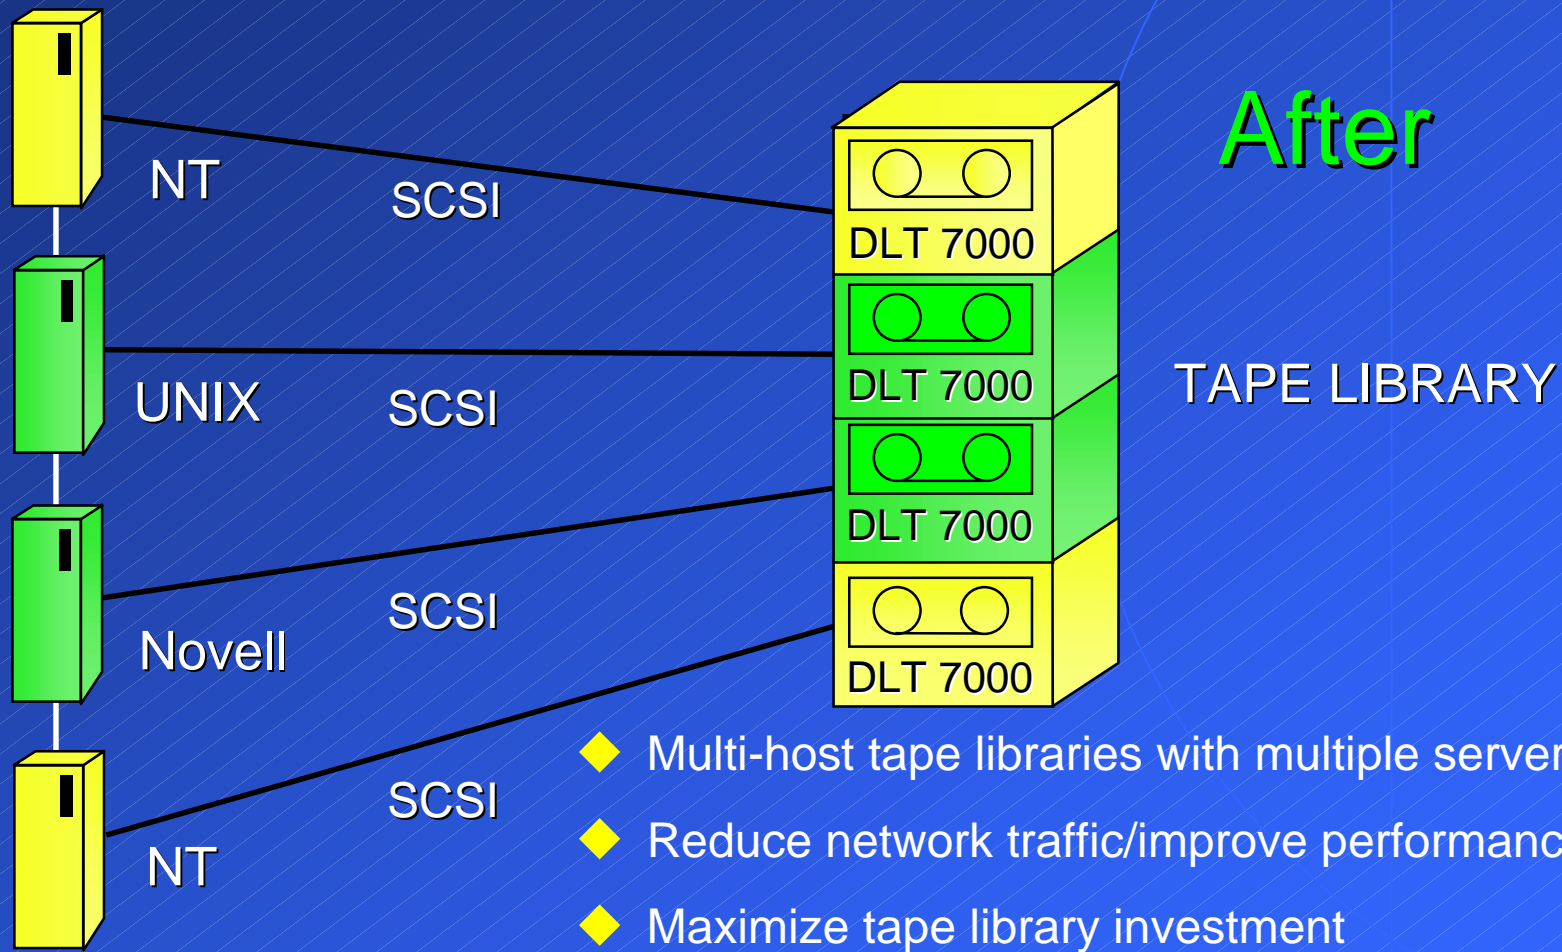 After
NT
SCSI
DLT 7000
UNIX
SCSI
DLT 7000
TAPE LIBRARY
Novell
SCSI
DLT 7000
NT
SCSI
DLT 7000
Multi-host tape libraries with multiple server
Reduce network traffic/improve performanc
Maximize tape library investment